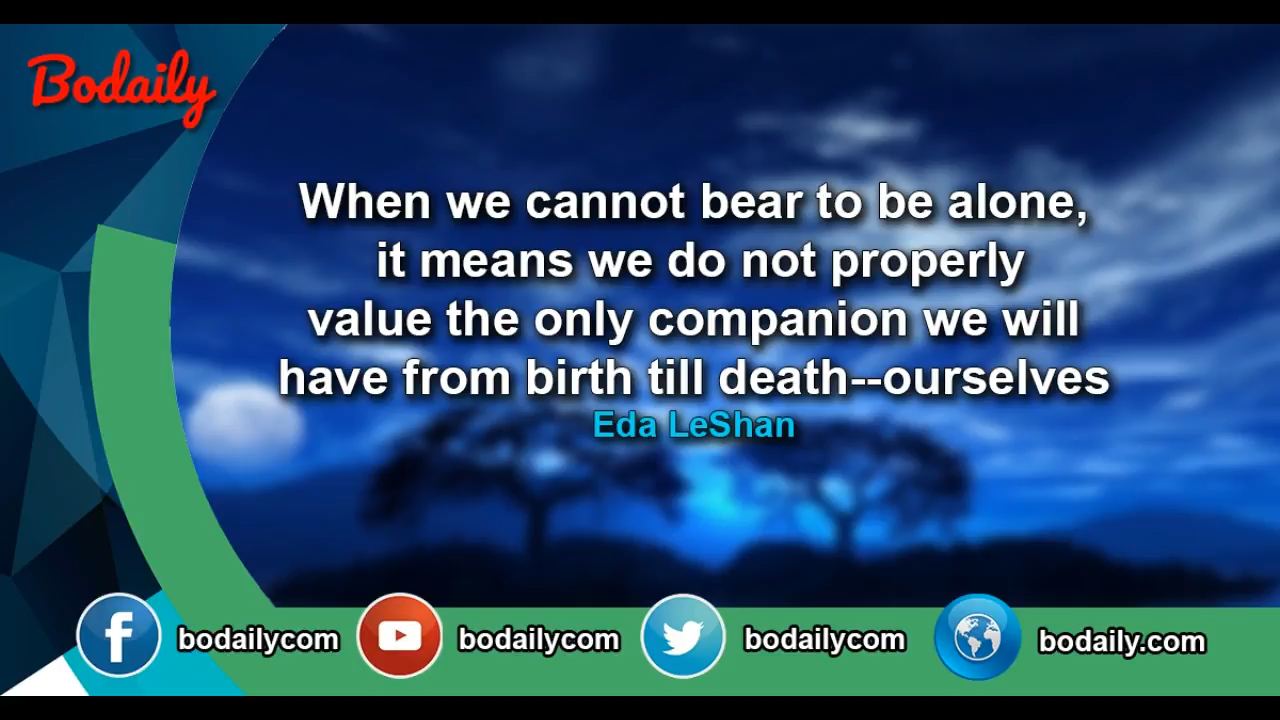 Bodaily
When we cannot bear to be alone,
it means we do not properly
value the only companion we will
have from birth till death--ourselves
Eda LeShan
bodailycom
bodailycom
bodailycom
bodaily.com